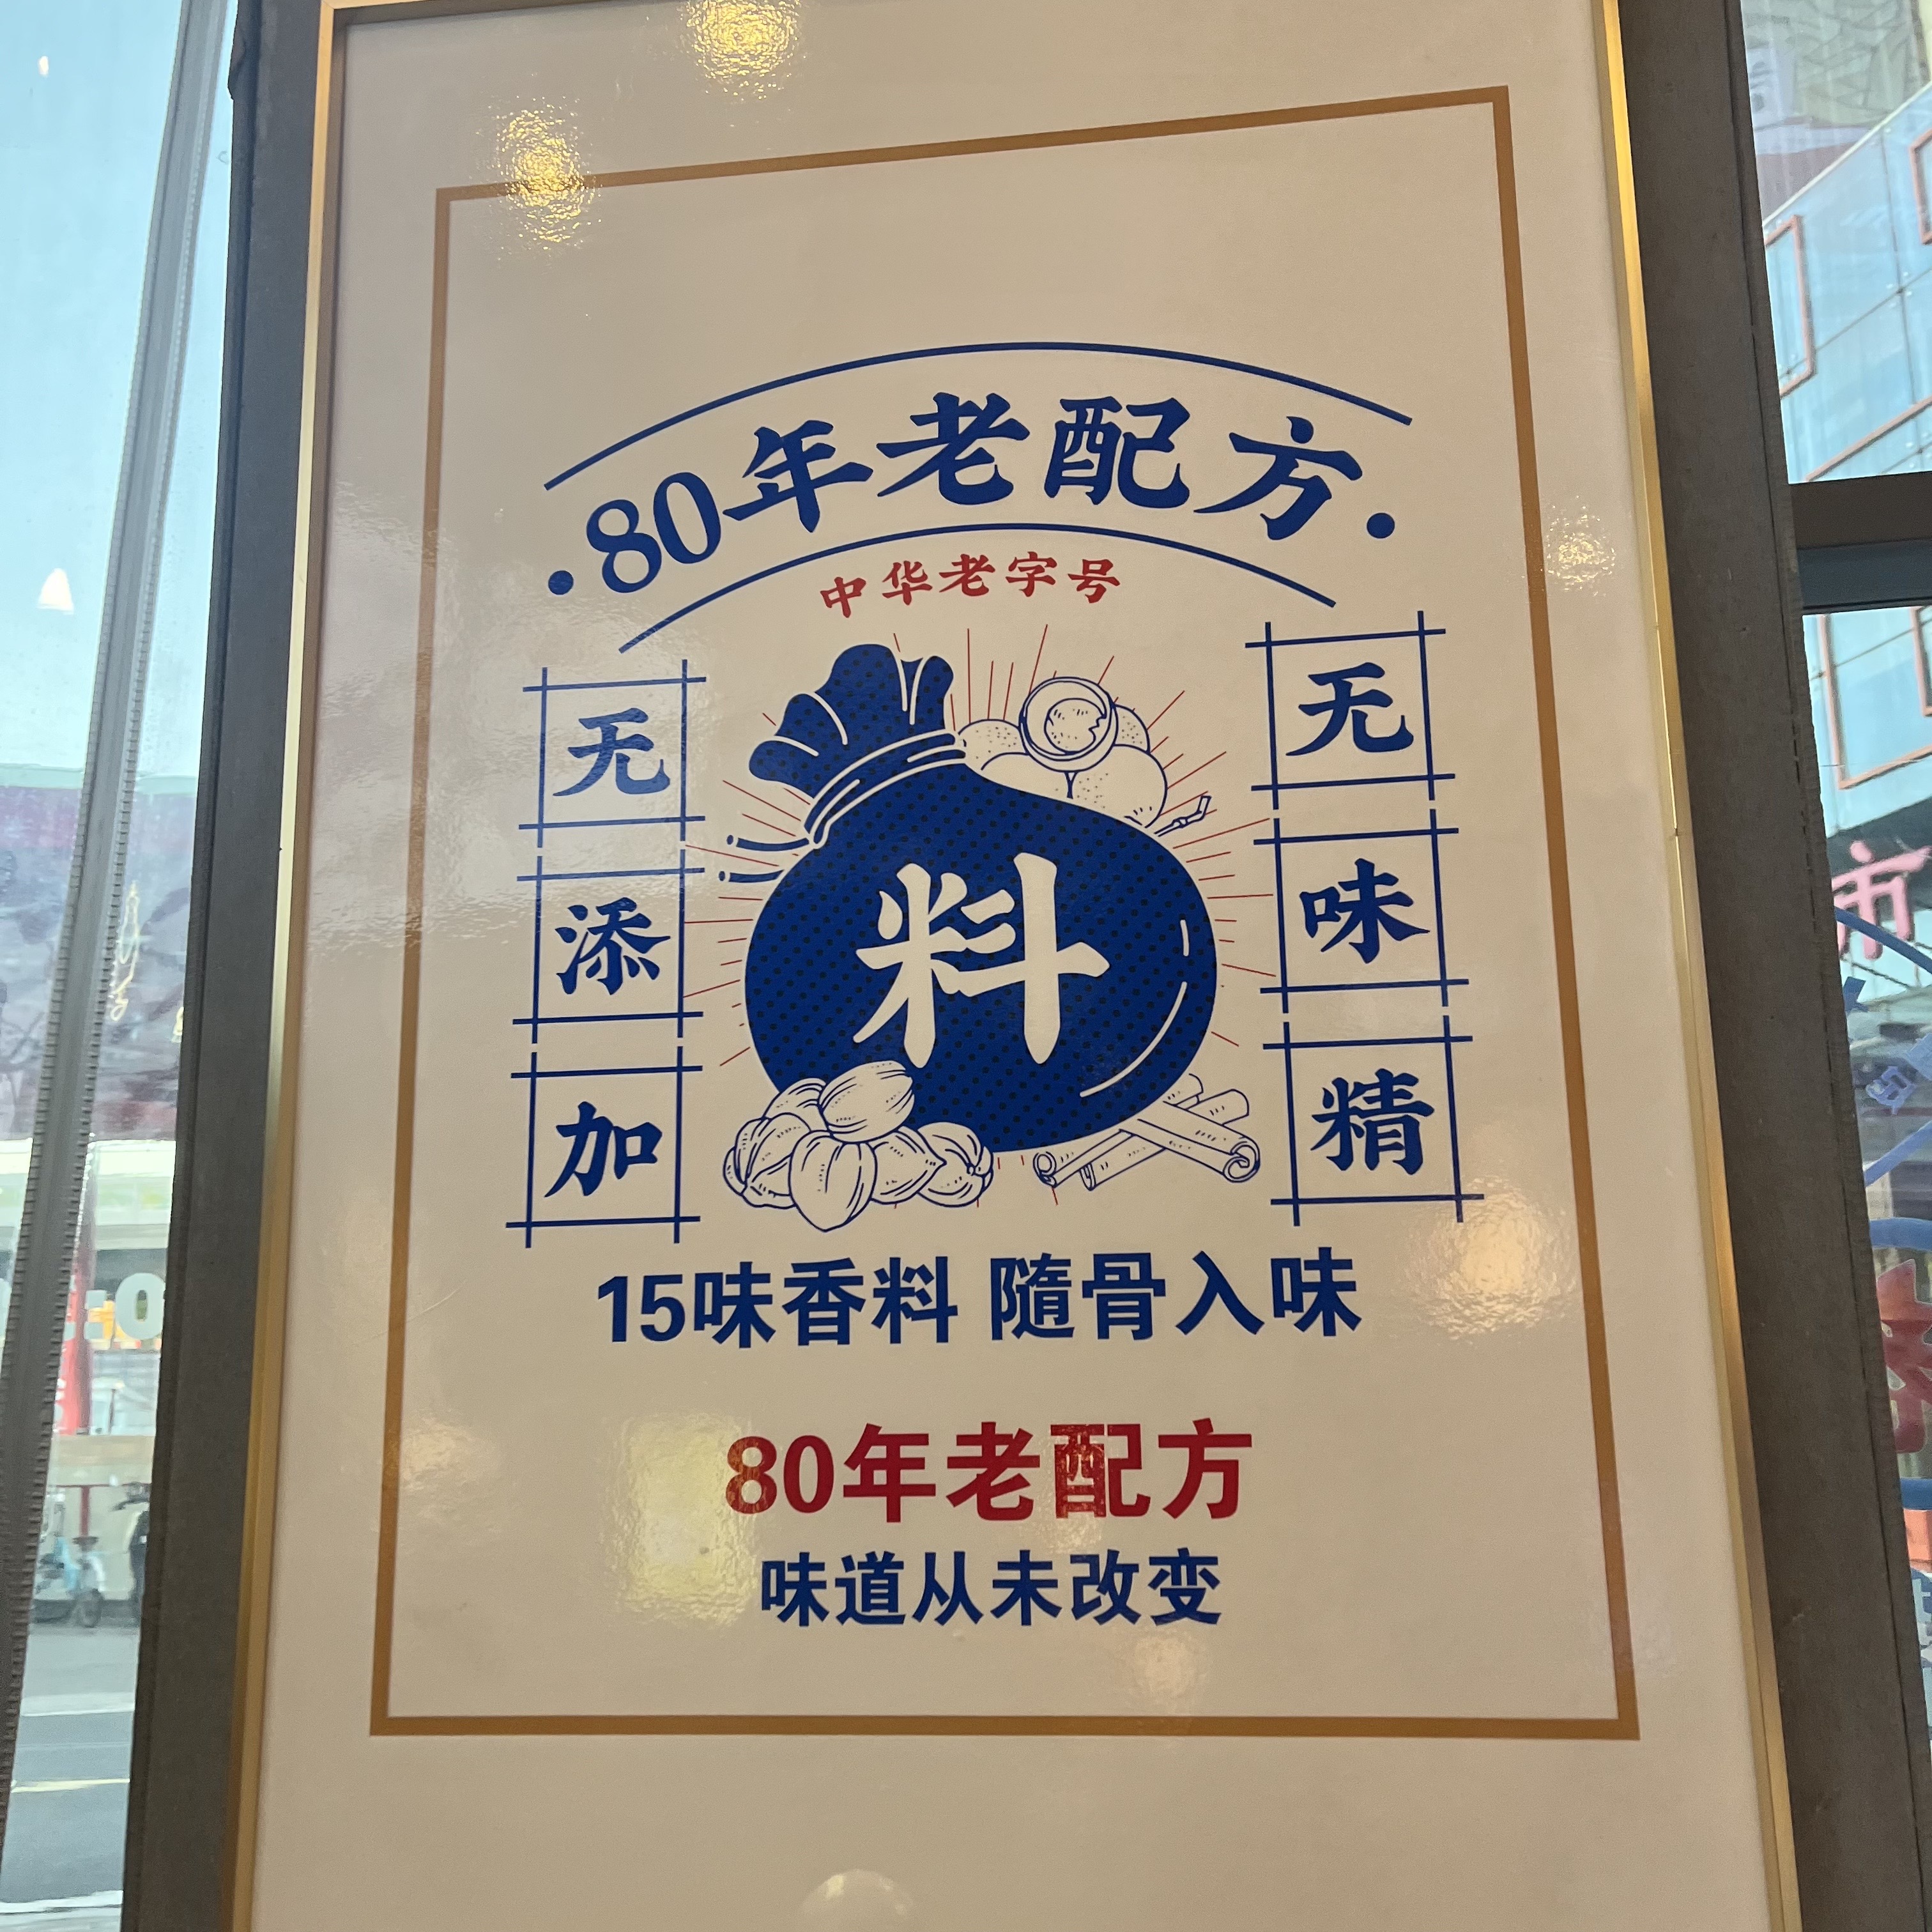 ·80年老配方·
中华老字号
无添加
料
无味精
15味香料 隨骨入味
80年老配方
味道从未改变
市